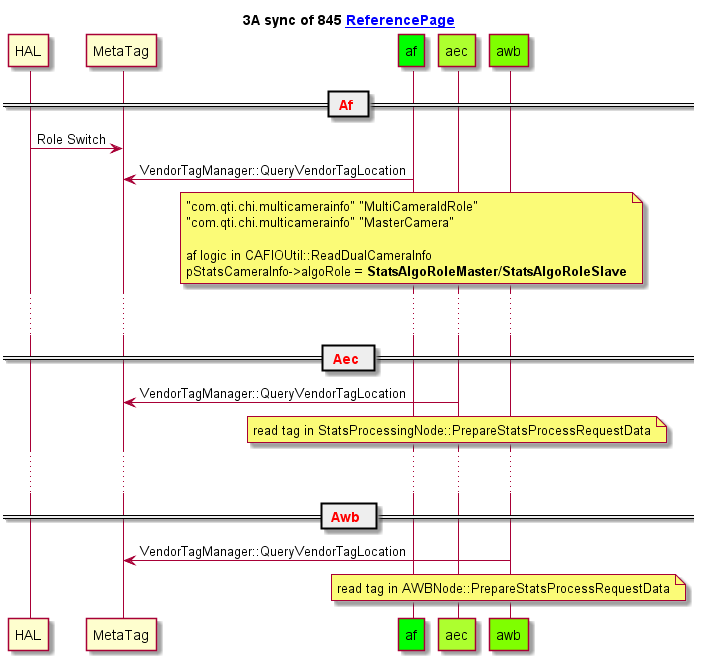 3A sync of 845 ReferencePage
HAL
MetaTag
af
aec
awb
Af
Role Switch
VendorTagManager::QueryVendorTagLocation
"com.qti.chi.multicamerainfo" "MultiCameraIdRole"
"com.qti.chi.multicamerainfo" "MasterCamera"
af logic in CAFIOUtil::ReadDualCameraInfo
pStatsCameraInfo->algoRole = StatsAlgoRoleMaster/StatsAlgoRoleSlave
Aec
VendorTagManager::QueryVendorTagLocation
read tag in StatsProcessingNode::PrepareStatsProcessRequestData
Awb
VendorTagManager::QueryVendorTagLocation
read tag in AWBNode::PrepareStatsProcessRequestData
HAL
MetaTag
af
aec
awb